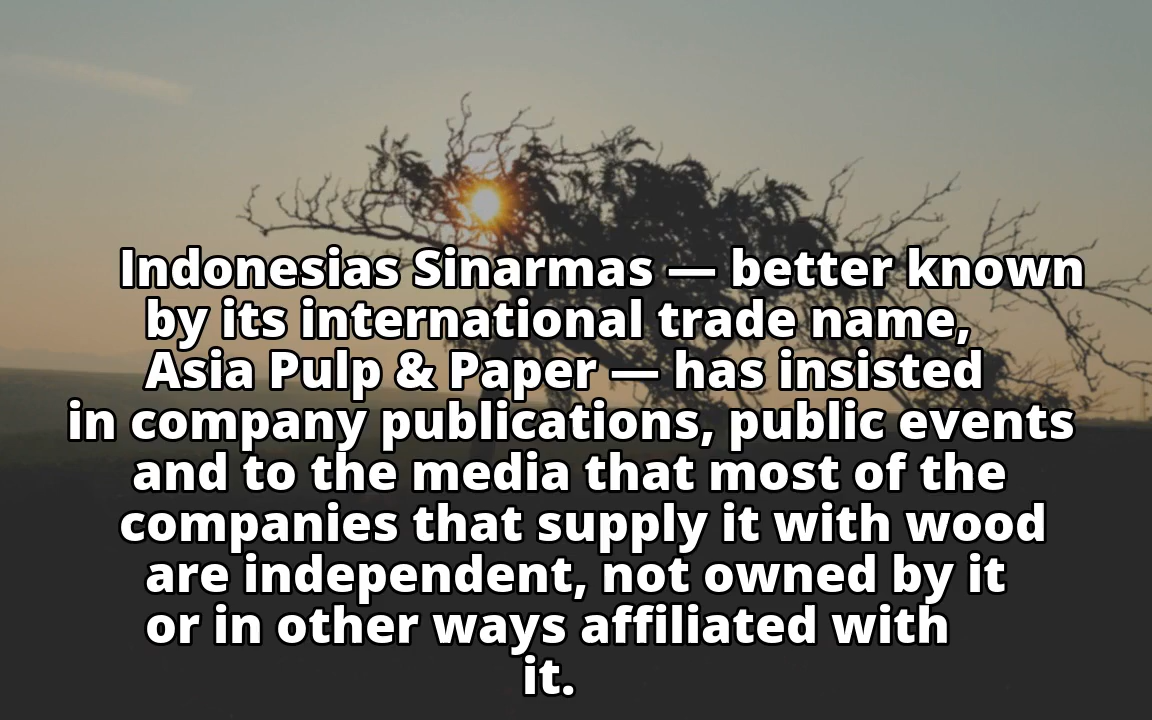 Indonesias Sinarmas — better known
by its international trade name,
Asia Pulp & Paper — has insisted
in company publications, public events
and to the media that most of the
companies that supply it with wood
are independent, not owned by it
or in other ways affiliated with
it.